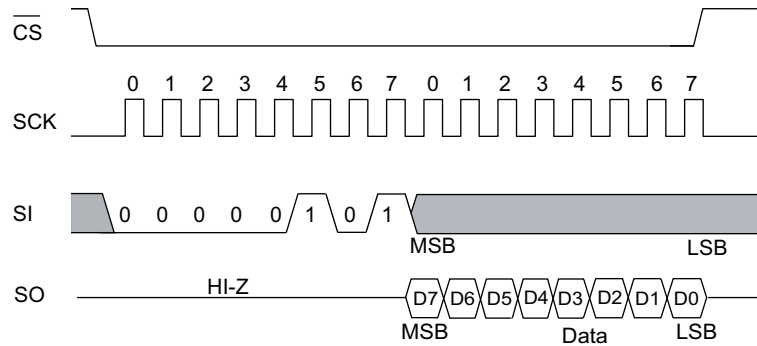 CS
0 1 2 3 4 5 6 7 0 1 2 3 4 5 6 7
SCK
SI 0 0 0 0 0 1 0 1
MSB LSB
HI-Z
SO D7 D6 D5 D4 D3 D2 D1 D0
MSB Data LSB